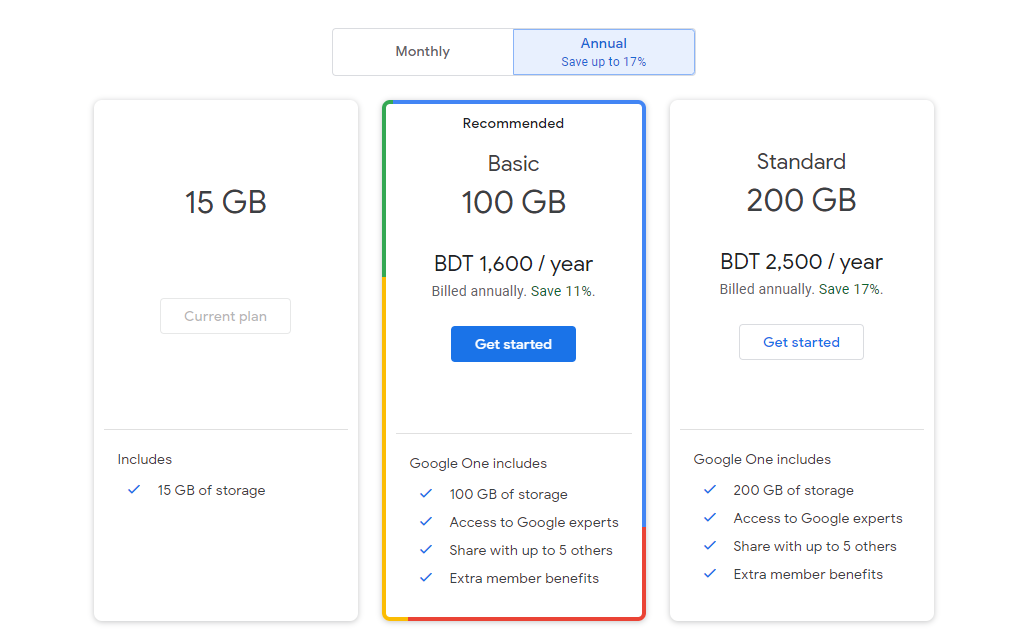 Monthly
Annual
Save up to 17%
15 GB
Current plan
Includes
15 GB of storage
Recommended
Basic
100 GB
BDT 1,600 / year
Billed annually. Save 11%.
Get started
Google One includes
100 GB of storage
Access to Google experts
Share with up to 5 others
Extra member benefits
Standard
200 GB
BDT 2,500 / year
Billed annually. Save 17%.
Get started
Google One includes
200 GB of storage
Access to Google experts
Share with up to 5 others
Extra member benefits